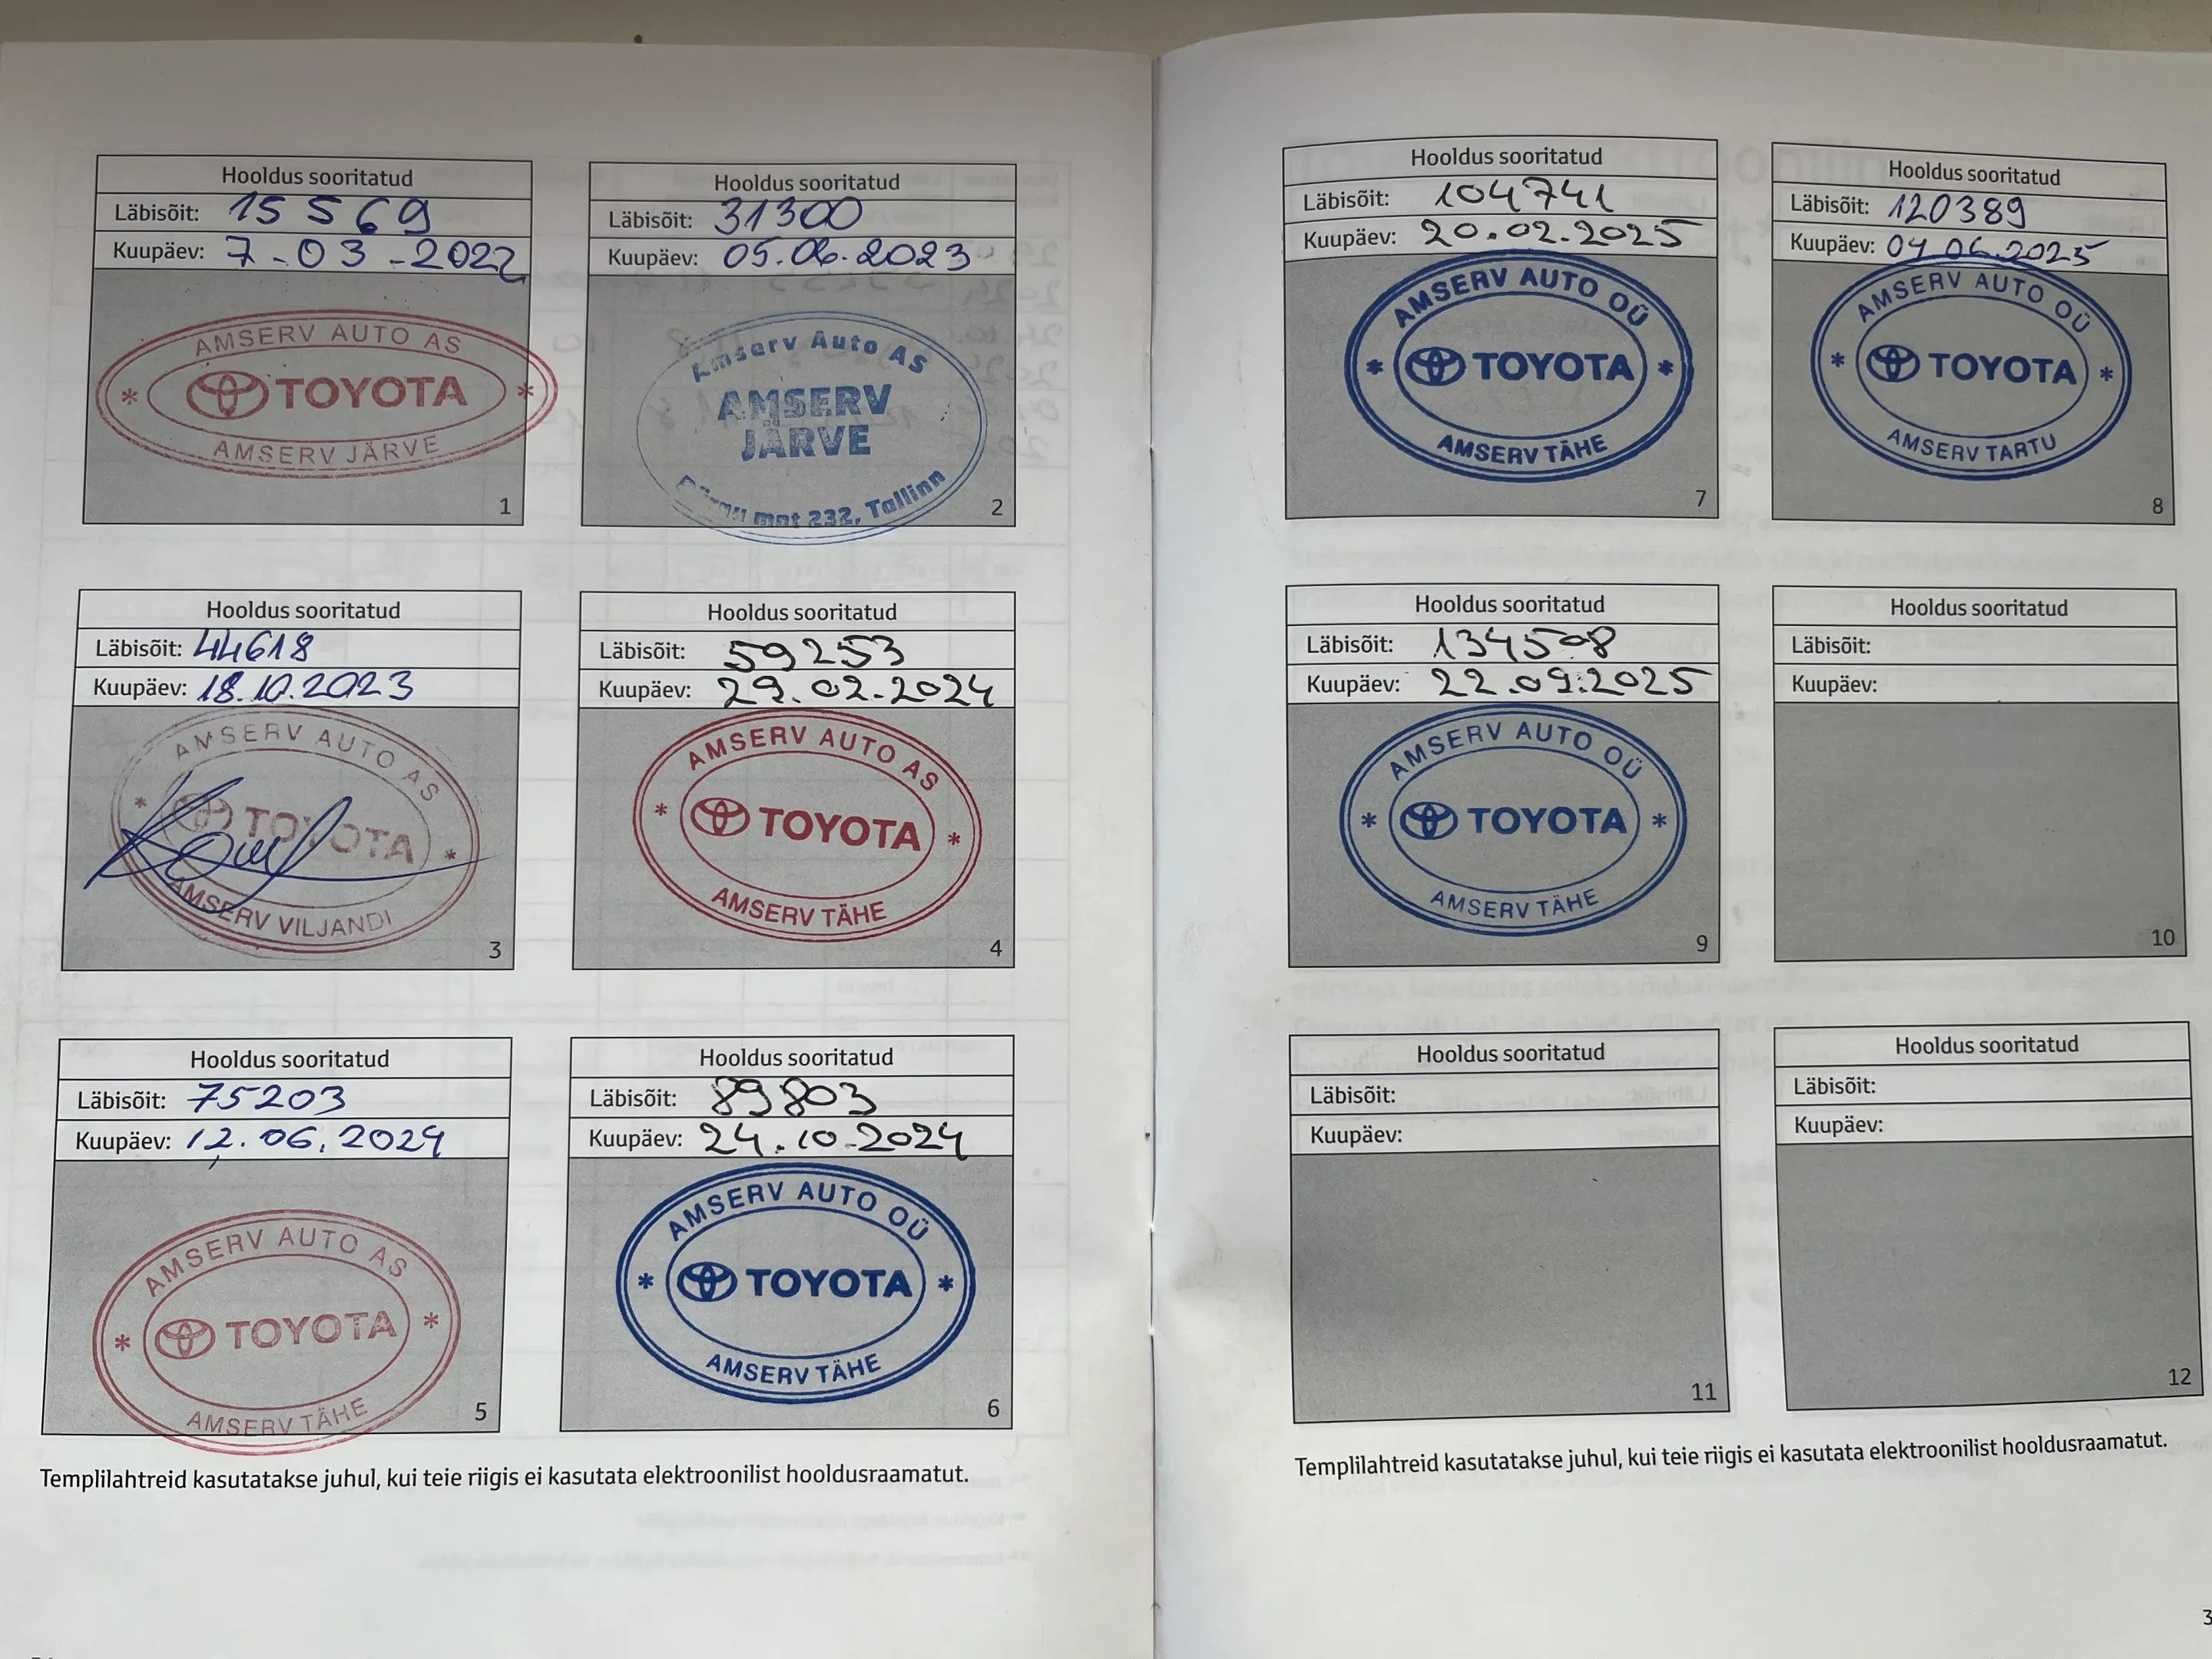 Hooldus sooritatud
Läbisõit: 15569
Kuupäev: 7-03-2022
AMSERV AUTO AS
TOYOTA
AMSERV JÄRVE
1
Hooldus sooritatud
Läbisõit: 31300
Kuupäev: 05.06.2023
Amserv Auto AS
AMSERV
JÄRVE
Pärnu mnt 232, Tallinn
2
Hooldus sooritatud
Läbisõit: 44618
Kuupäev: 18.10.2023
AMSERV AUTO AS
TOYOTA
AMSERV VILJANDI
3
Hooldus sooritatud
Läbisõit: 59253
Kuupäev: 29.02.2024
AMSERV AUTO AS
TOYOTA
AMSERV TÄHE
4
Hooldus sooritatud
Läbisõit: 75203
Kuupäev: 12.06.2024
AMSERV AUTO AS
TOYOTA
AMSERV TÄHE
5
Hooldus sooritatud
Läbisõit: 89803
Kuupäev: 24.10.2024
AMSERV AUTO OÜ
TOYOTA
AMSERV TÄHE
6
Templilahtreid kasutatakse juhul, kui teie riigis ei kasutata elektroonilist hooldusraamatut.
Hooldus sooritatud
Läbisõit: 104741
Kuupäev: 20.02.2025
AMSERV AUTO OÜ
TOYOTA
AMSERV TÄHE
7
Hooldus sooritatud
Läbisõit: 120389
Kuupäev: 04.06.2025
AMSERV AUTO OÜ
TOYOTA
AMSERV TARTU
8
Hooldus sooritatud
Läbisõit: 134508
Kuupäev: 22.09.2025
AMSERV AUTO OÜ
TOYOTA
AMSERV TÄHE
9
Hooldus sooritatud
Läbisõit:
Kuupäev:
10
Hooldus sooritatud
Läbisõit:
Kuupäev:
11
Hooldus sooritatud
Läbisõit:
Kuupäev:
12
Templilahtreid kasutatakse juhul, kui teie riigis ei kasutata elektroonilist hooldusraamatut.